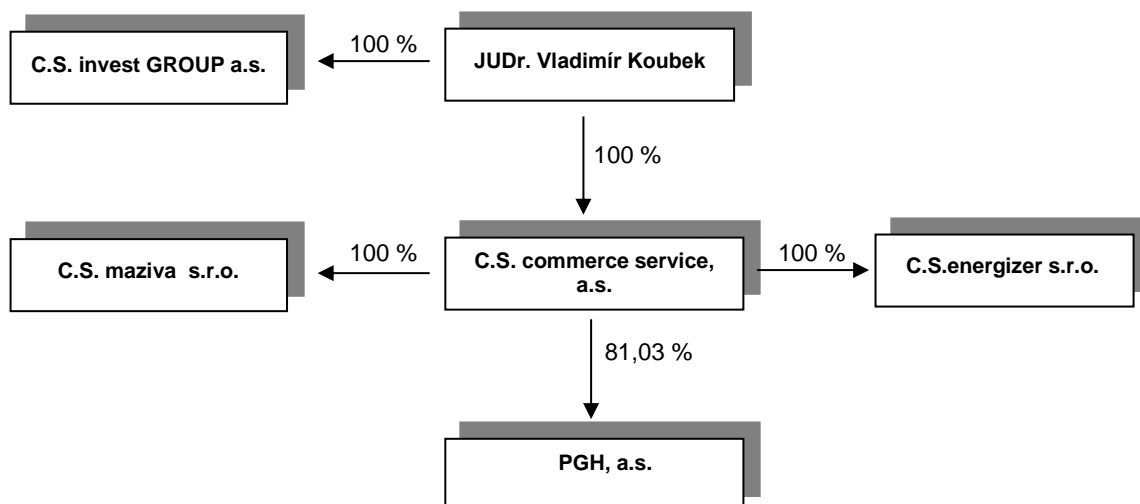 100 %
C.S. invest GROUP a.s.
JUDr. Vladimír Koubek
100 %
C.S. maziva s.r.o.
100 %
C.S. commerce service,
a.s.
100 %
C.S.energizer s.r.o.
81,03 %
PGH, a.s.